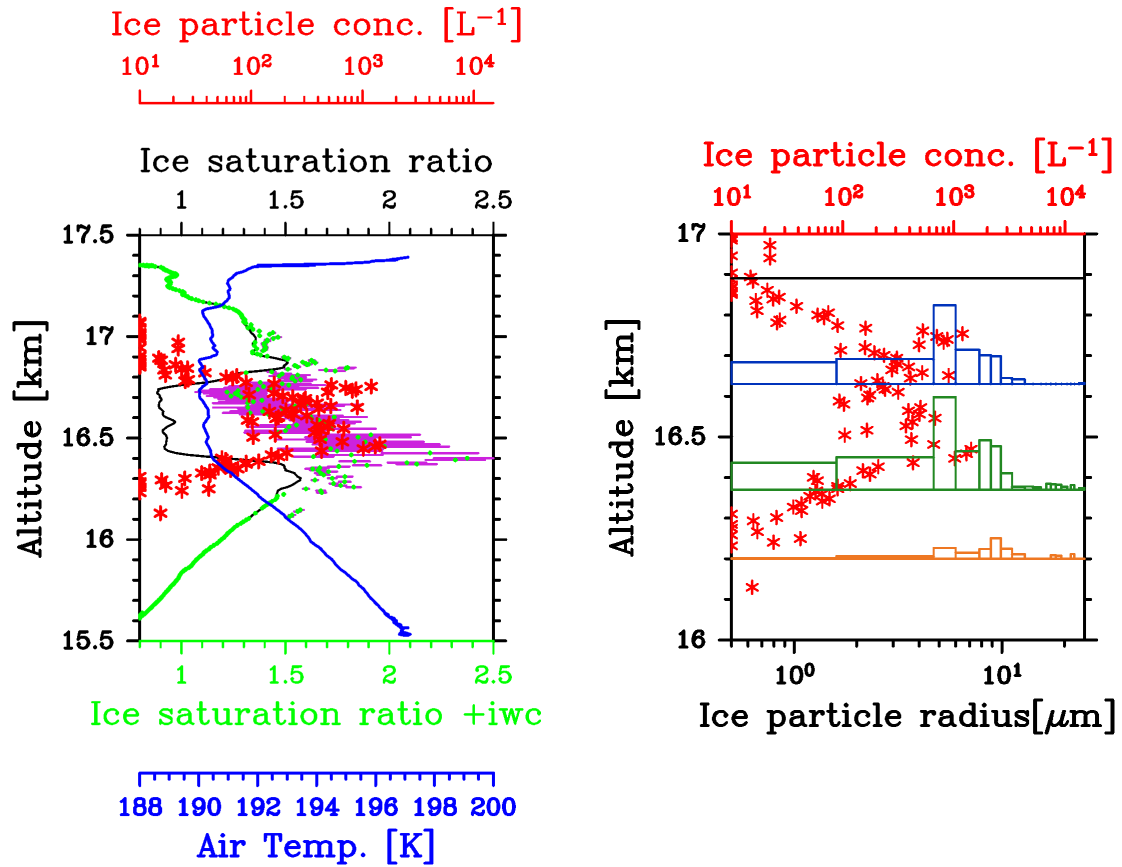 Ice particle conc. [L⁻¹]
10¹ 10² 10³ 10⁴
Ice saturation ratio
1 1.5 2 2.5
17.5
17
16.5
16
15.5
Altitude [km]
1 1.5 2 2.5
Ice saturation ratio +iwc
188 190 192 194 196 198 200
Air Temp. [K]
Ice particle conc. [L⁻¹]
10¹ 10² 10³ 10⁴
17
16.5
16
Altitude [km]
10⁰ 10¹
Ice particle radius[μm]